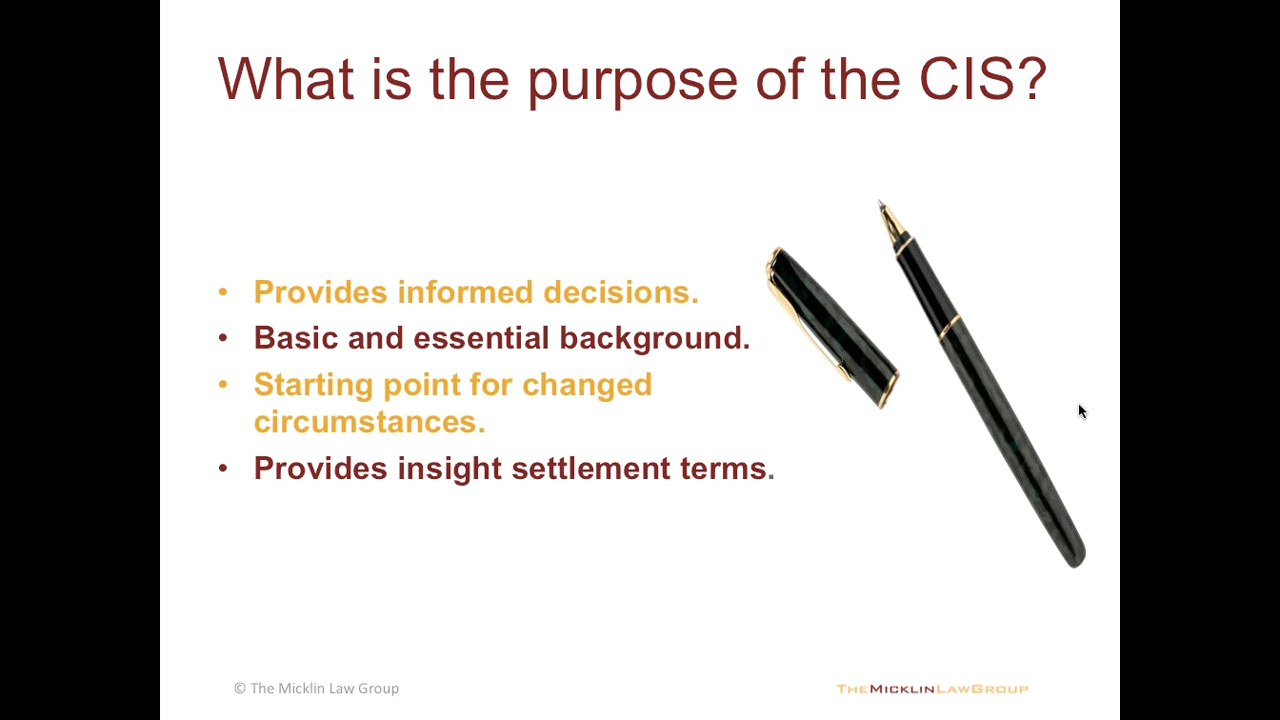 What is the purpose of the CIS?
• Provides informed decisions.
• Basic and essential background.
• Starting point for changed
circumstances.
• Provides insight settlement terms.
© The Micklin Law Group
THEMICKLINLAWGROUP